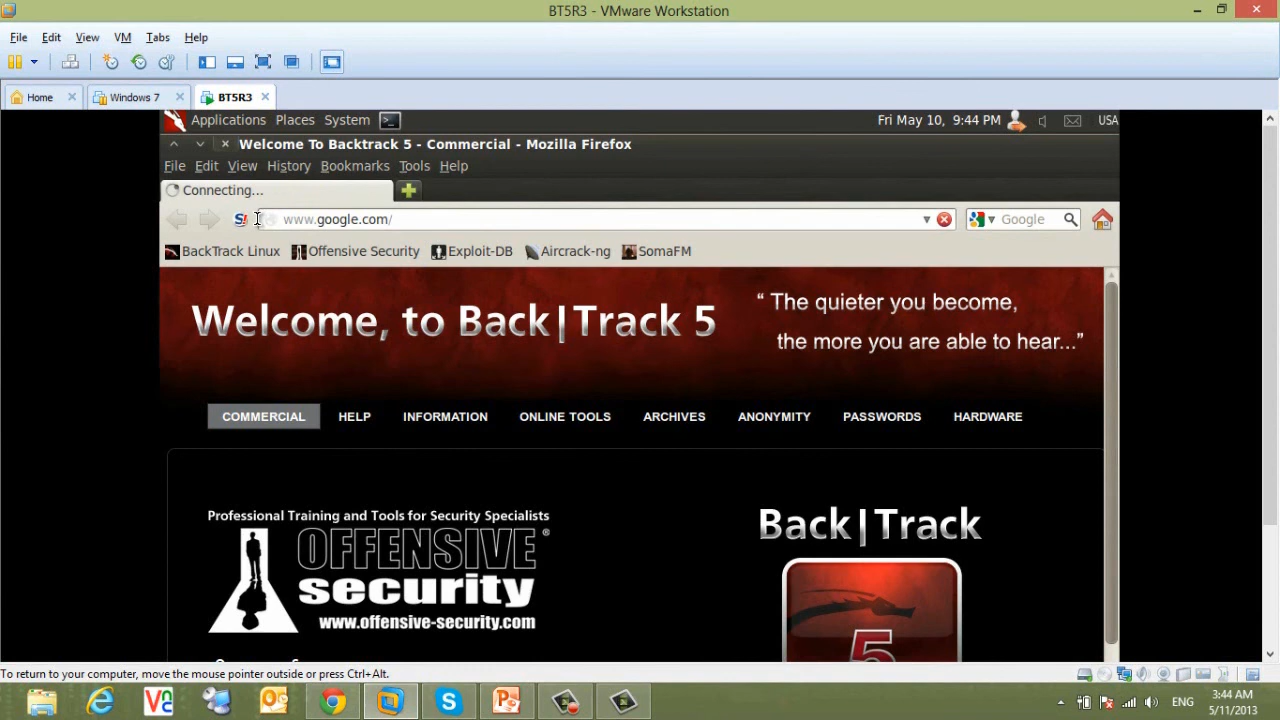 BT5R3 - VMware Workstation
File Edit View VM Tabs Help
Home Windows 7 BT5R3
Applications Places System Fri May 10, 9:44 PM USA
Welcome To Backtrack 5 - Commercial - Mozilla Firefox
File Edit View History Bookmarks Tools Help
Connecting...
S! www.google.com/ Google
BackTrack Linux Offensive Security Exploit-DB Aircrack-ng SomaFM
Welcome, to Back|Track 5
“ The quieter you become,
the more you are able to hear...”
COMMERCIAL HELP INFORMATION ONLINE TOOLS ARCHIVES ANONYMITY PASSWORDS HARDWARE
Professional Training and Tools for Security Specialists
OFFENSIVE®
security
www.offensive-security.com
Back|Track
5
To return to your computer, move the mouse pointer outside or press Ctrl+Alt.
ENG
3:44 AM
5/11/2013